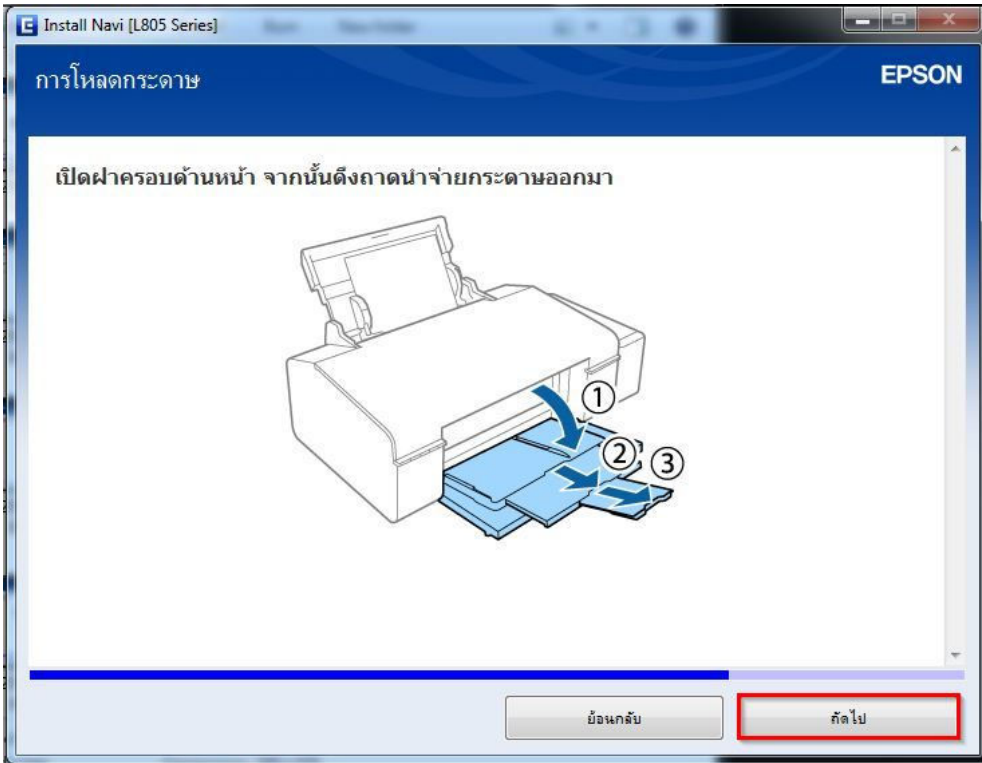 Install Navi [L805 Series]
การโหลดกระดาษ
EPSON
เปิดฝาครอบด้านหน้า จากนั้นดึงถาดนำจ่ายกระดาษออกมา
①
②
③
ย้อนกลับ
ถัดไป